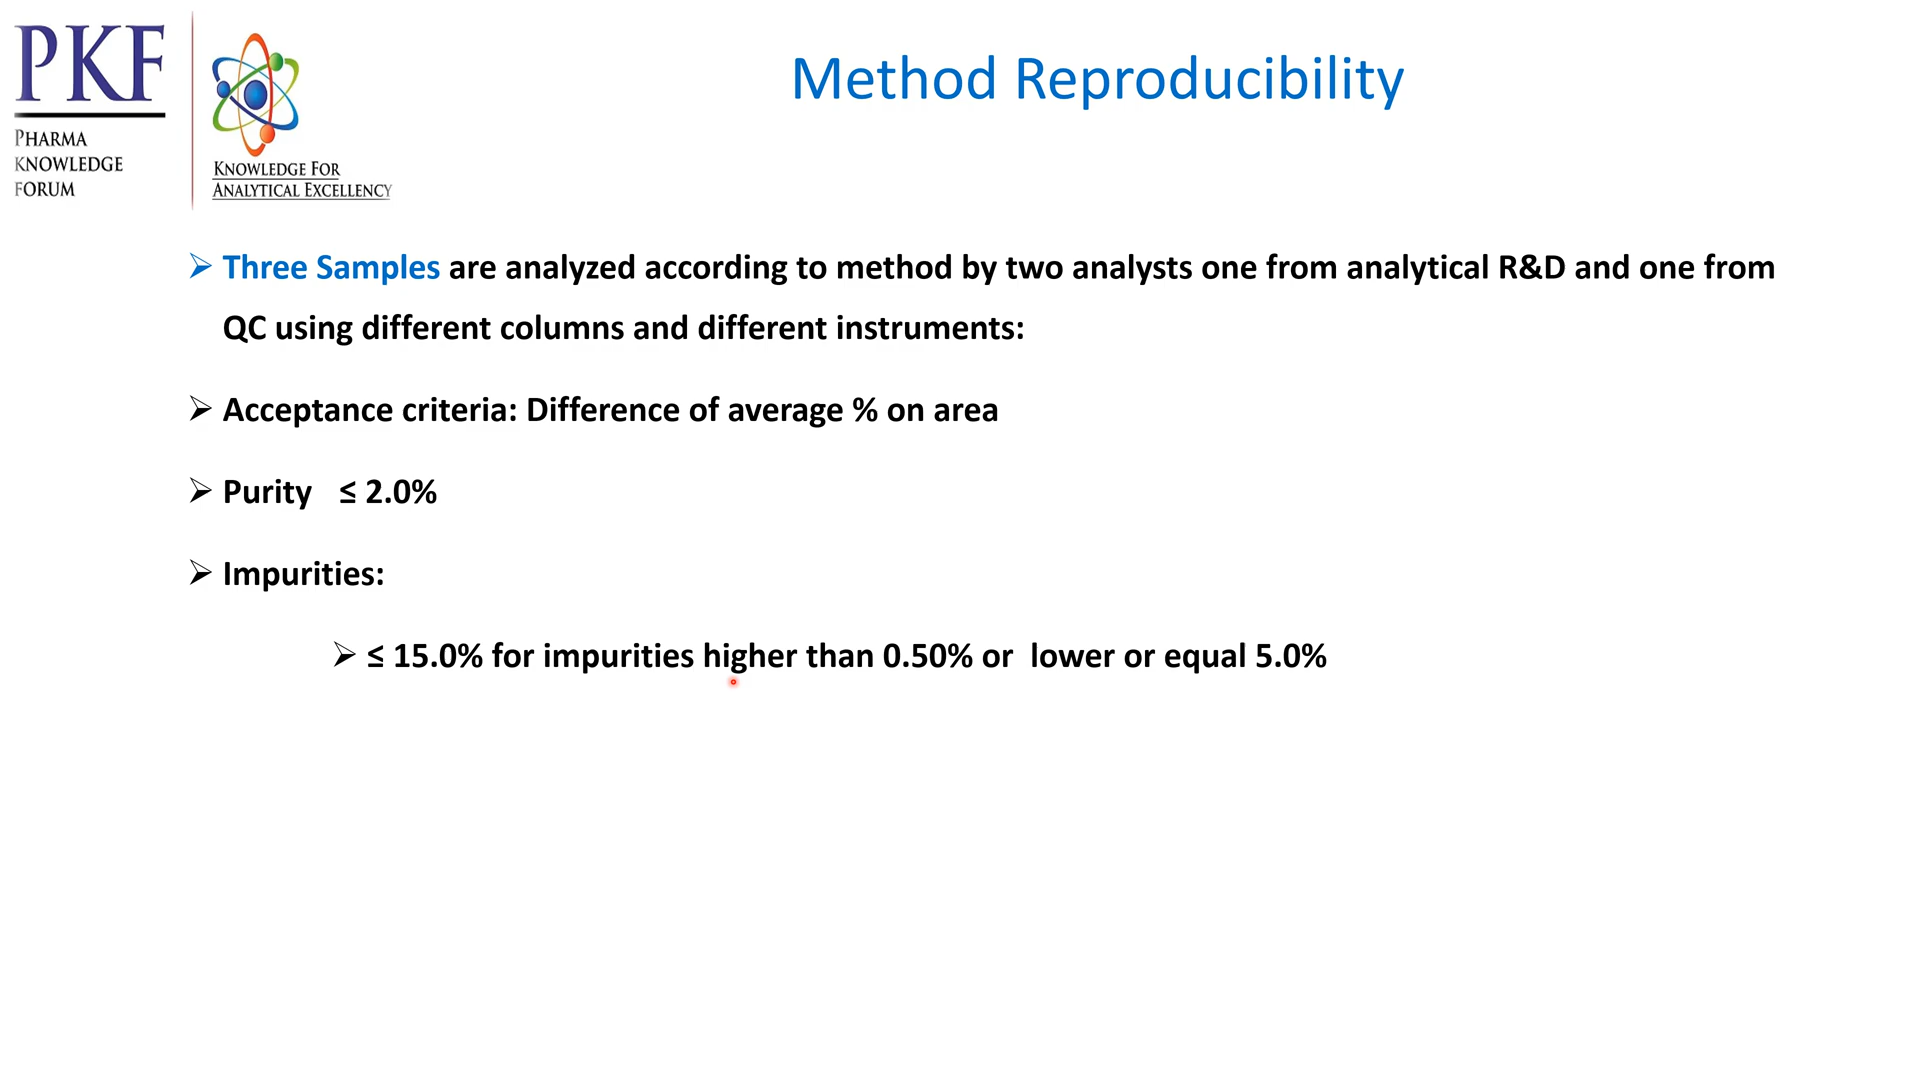 PKF
PHARMA
KNOWLEDGE
FORUM
KNOWLEDGE FOR
ANALYTICAL EXCELLENCY
Method Reproducibility
Three Samples are analyzed according to method by two analysts one from analytical R&D and one from
QC using different columns and different instruments:
Acceptance criteria: Difference of average % on area
Purity ≤ 2.0%
Impurities:
≤ 15.0% for impurities higher than 0.50% or lower or equal 5.0%